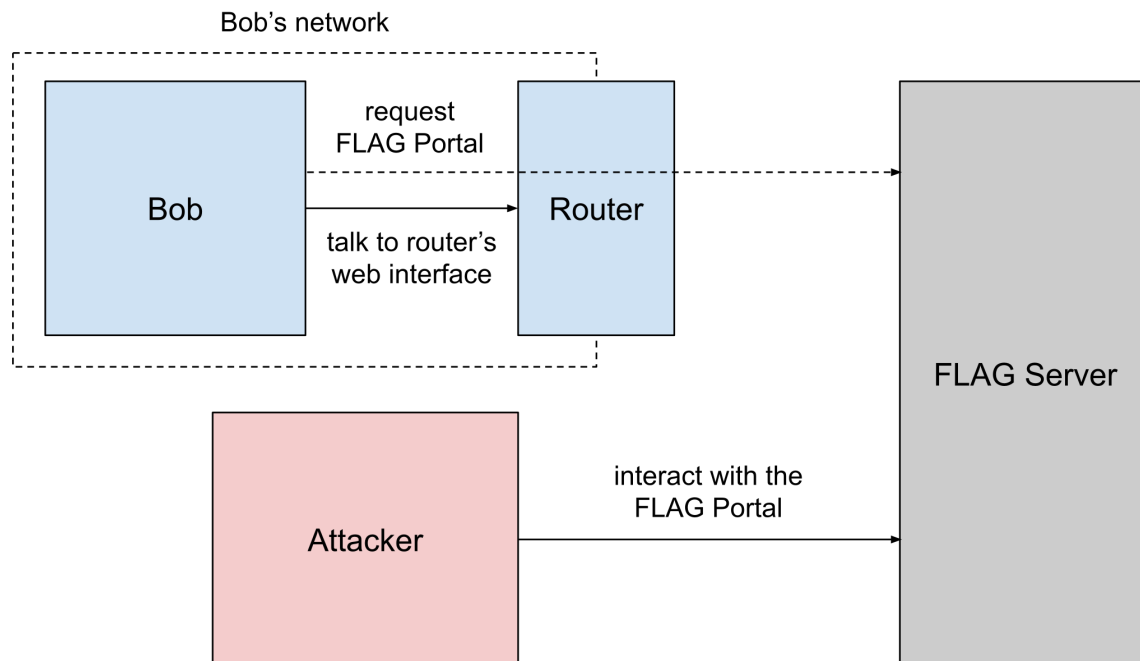 Bob’s network
request
FLAG Portal
Bob
Router
talk to router’s
web interface
FLAG Server
Attacker
interact with the
FLAG Portal